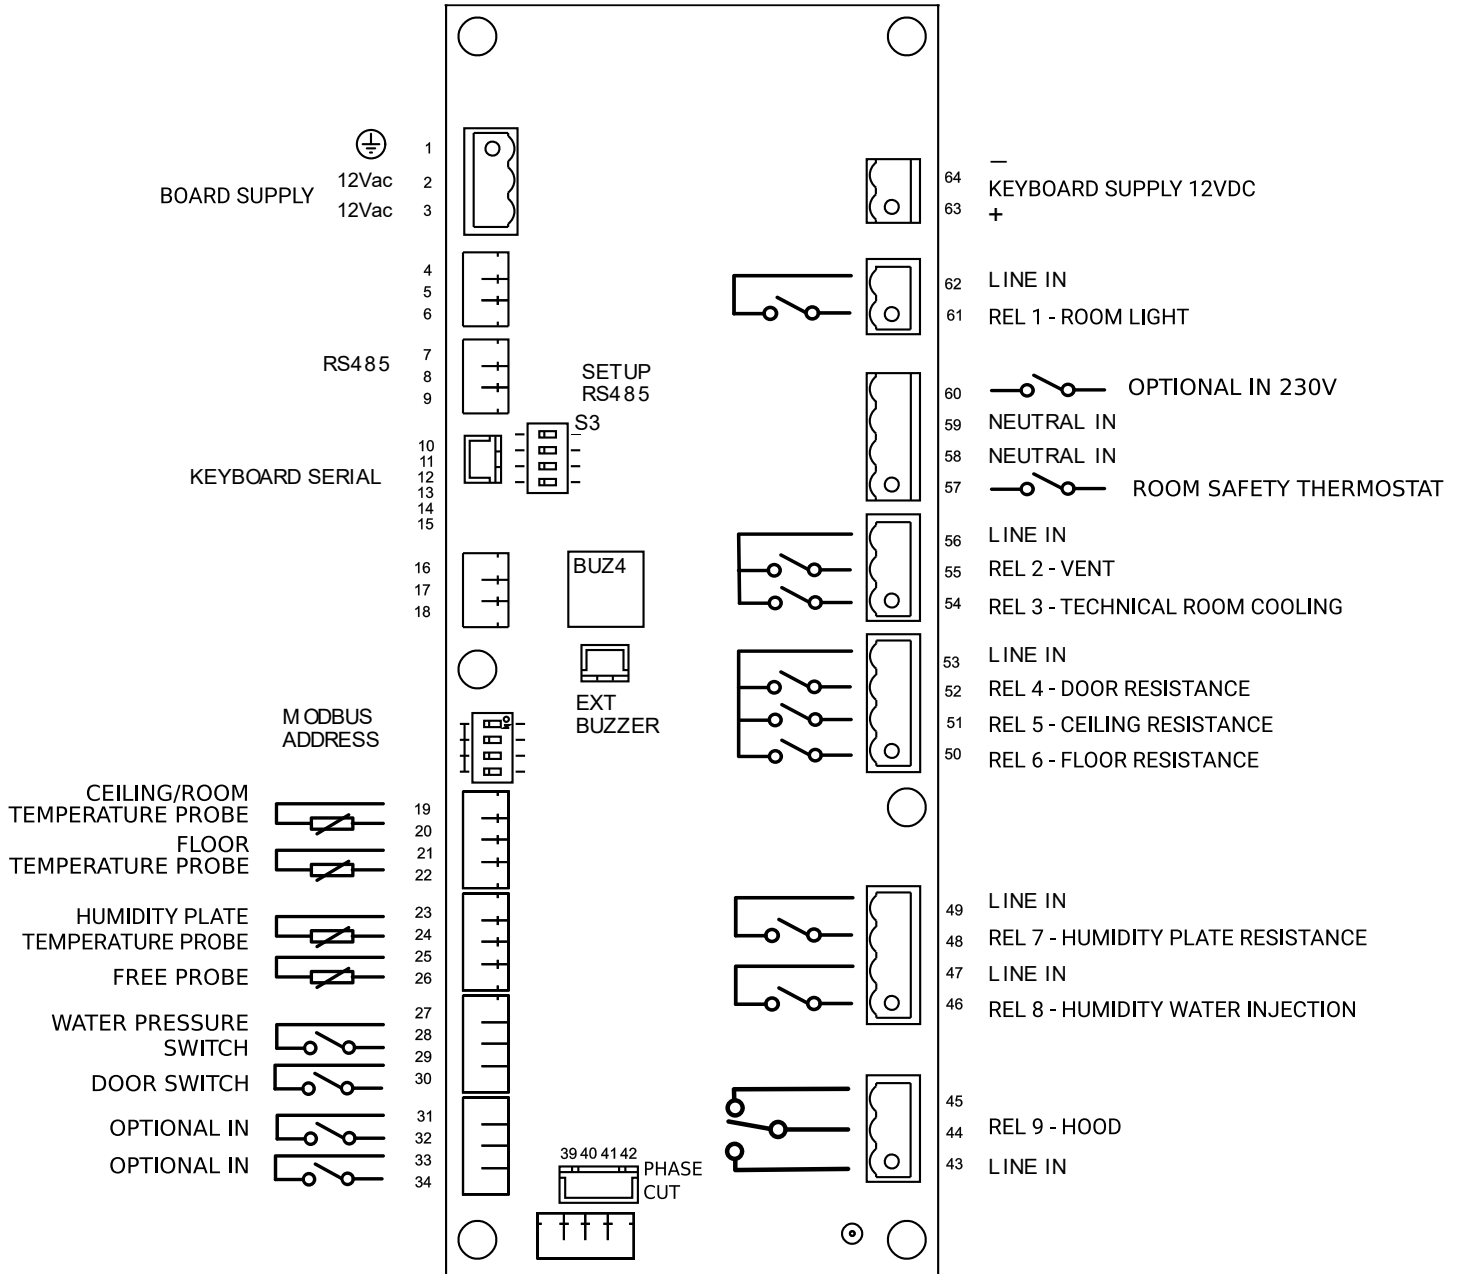 1
12Vac 2
BOARD SUPPLY
12Vac 3
4
5
6
7
RS485 8
9
SETUP
RS485
S3
10
11
KEYBOARD SERIAL 12
13
14
15
16
17
18
BUZ4
EXT
BUZZER
MODBUS
ADDRESS
CEILING/ROOM
TEMPERATURE PROBE
19
20
FLOOR
TEMPERATURE PROBE
21
22
HUMIDITY PLATE
TEMPERATURE PROBE
23
24
FREE PROBE
25
26
WATER PRESSURE
SWITCH
27
28
DOOR SWITCH
29
30
OPTIONAL IN
31
32
OPTIONAL IN
33
34
39 40 41 42
PHASE
CUT
64 –
KEYBOARD SUPPLY 12VDC
63 +
62 LINE IN
61 REL 1 - ROOM LIGHT
60 OPTIONAL IN 230V
59 NEUTRAL IN
58 NEUTRAL IN
57 ROOM SAFETY THERMOSTAT
56 LINE IN
55 REL 2 - VENT
54 REL 3 - TECHNICAL ROOM COOLING
53 LINE IN
52 REL 4 - DOOR RESISTANCE
51 REL 5 - CEILING RESISTANCE
50 REL 6 - FLOOR RESISTANCE
49 LINE IN
48 REL 7 - HUMIDITY PLATE RESISTANCE
47 LINE IN
46 REL 8 - HUMIDITY WATER INJECTION
45
44 REL 9 - HOOD
43 LINE IN